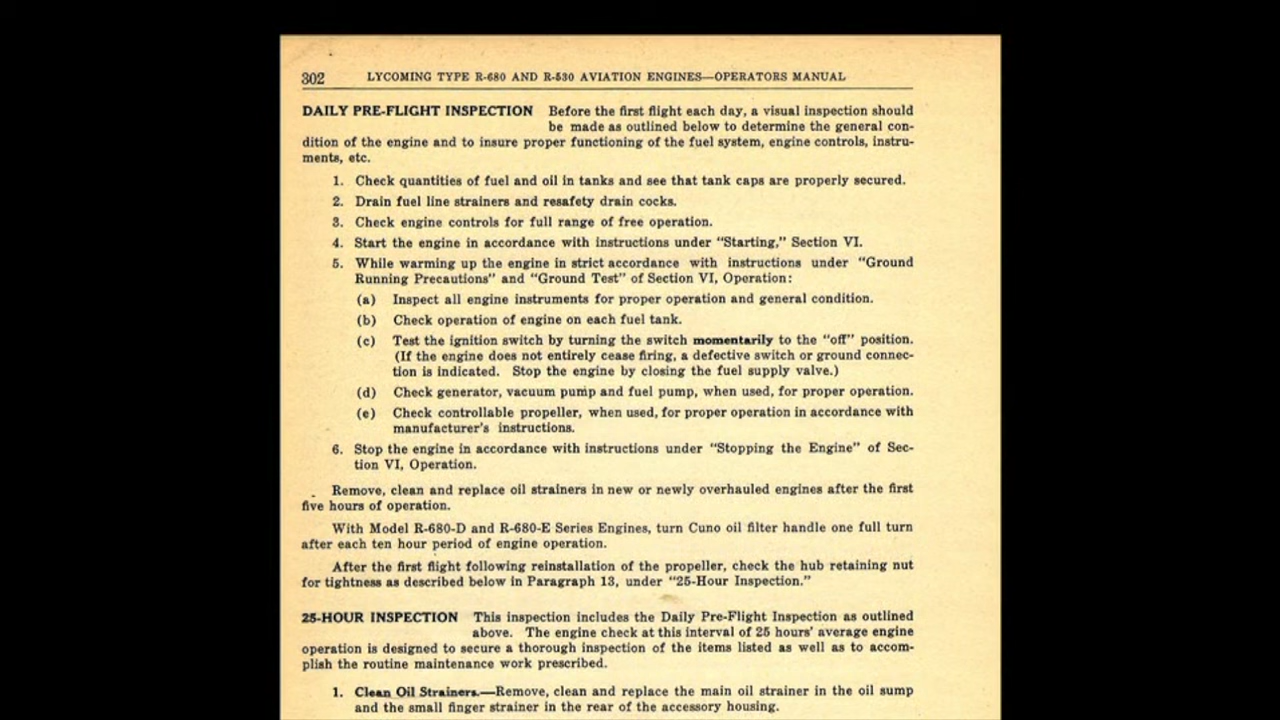 302 LYCOMING TYPE R-680 AND R-530 AVIATION ENGINES—OPERATORS MANUAL
DAILY PRE-FLIGHT INSPECTION Before the first flight each day, a visual inspection should
be made as outlined below to determine the general con-
dition of the engine and to insure proper functioning of the fuel system, engine controls, instru-
ments, etc.
1. Check quantities of fuel and oil in tanks and see that tank caps are properly secured.
2. Drain fuel line strainers and resafety drain cocks.
3. Check engine controls for full range of free operation.
4. Start the engine in accordance with instructions under “Starting,” Section VI.
5. While warming up the engine in strict accordance with instructions under “Ground
Running Precautions” and “Ground Test” of Section VI, Operation:
(a) Inspect all engine instruments for proper operation and general condition.
(b) Check operation of engine on each fuel tank.
(c) Test the ignition switch by turning the switch momentarily to the “off” position.
(If the engine does not entirely cease firing, a defective switch or ground connec-
tion is indicated. Stop the engine by closing the fuel supply valve.)
(d) Check generator, vacuum pump and fuel pump, when used, for proper operation.
(e) Check controllable propeller, when used, for proper operation in accordance with
manufacturer's instructions.
6. Stop the engine in accordance with instructions under “Stopping the Engine” of Sec-
tion VI, Operation.
Remove, clean and replace oil strainers in new or newly overhauled engines after the first
five hours of operation.
With Model R-680-D and R-680-E Series Engines, turn Cuno oil filter handle one full turn
after each ten hour period of engine operation.
After the first flight following reinstallation of the propeller, check the hub retaining nut
for tightness as described below in Paragraph 13, under “25-Hour Inspection.”
25-HOUR INSPECTION This inspection includes the Daily Pre-Flight Inspection as outlined
above. The engine check at this interval of 25 hours' average engine
operation is designed to secure a thorough inspection of the items listed as well as to accom-
plish the routine maintenance work prescribed.
1. Clean Oil Strainers.—Remove, clean and replace the main oil strainer in the oil sump
and the small finger strainer in the rear of the accessory housing.